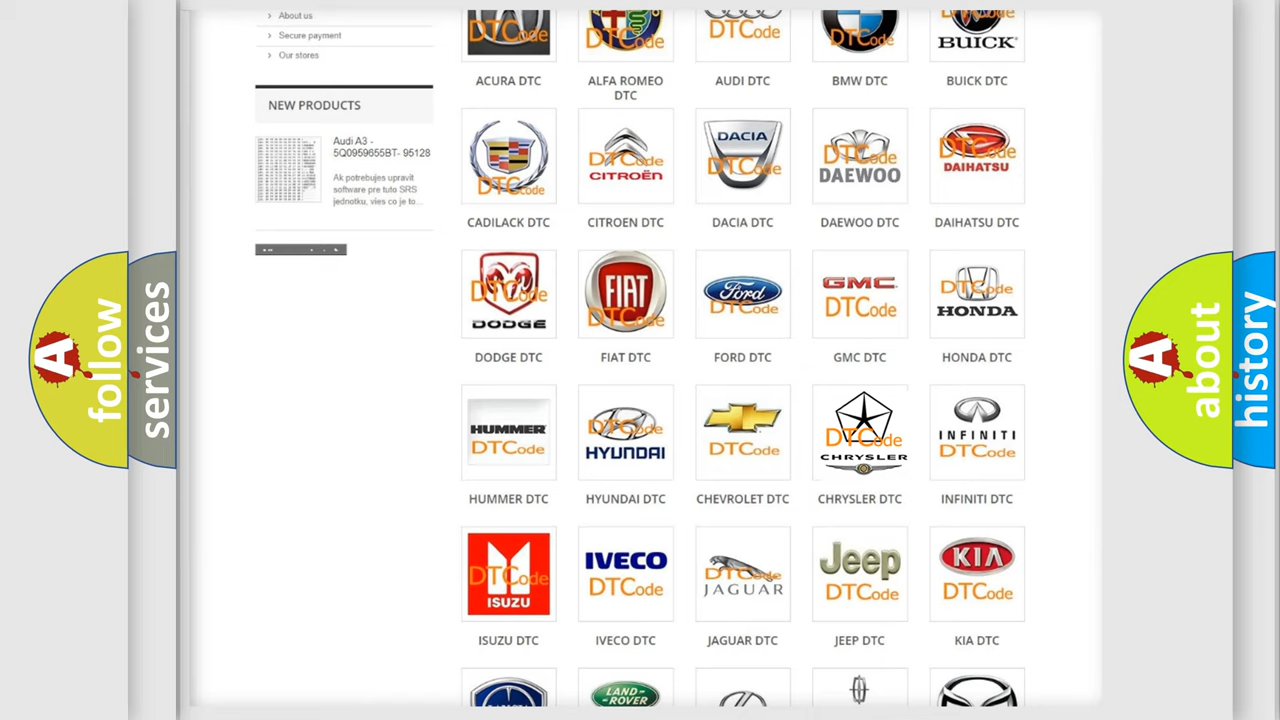 About us
Secure payment
Our stores
NEW PRODUCTS
Audi A3 -
5Q0959655BT- 95128
Ak potrebujes upravit
software pre tuto SRS
jednotku, vies co je to...
DTCode DTCode DTCode DTCode BUICK
ACURA DTC ALFA ROMEO DTC AUDI DTC BMW DTC BUICK DTC
DTCcode DTCode CITROËN DACIA DTCode DTCode DAEWOO DTCode DAIHATSU
CADILACK DTC CITROEN DTC DACIA DTC DAEWOO DTC DAIHATSU DTC
DTCode DODGE FIAT DTCode Ford DTCode GMC DTCode DTCode HONDA
DODGE DTC FIAT DTC FORD DTC GMC DTC HONDA DTC
HUMMER DTCode DTCode HYUNDAI DTCode DTCode CHRYSLER INFINITI DTCode
HUMMER DTC HYUNDAI DTC CHEVROLET DTC CHRYSLER DTC INFINITI DTC
DTCode ISUZU IVECO DTCode DTCode JAGUAR Jeep DTCode KIA DTCode
ISUZU DTC IVECO DTC JAGUAR DTC JEEP DTC KIA DTC
LAND-
ROVER
A follow
services
A about
history